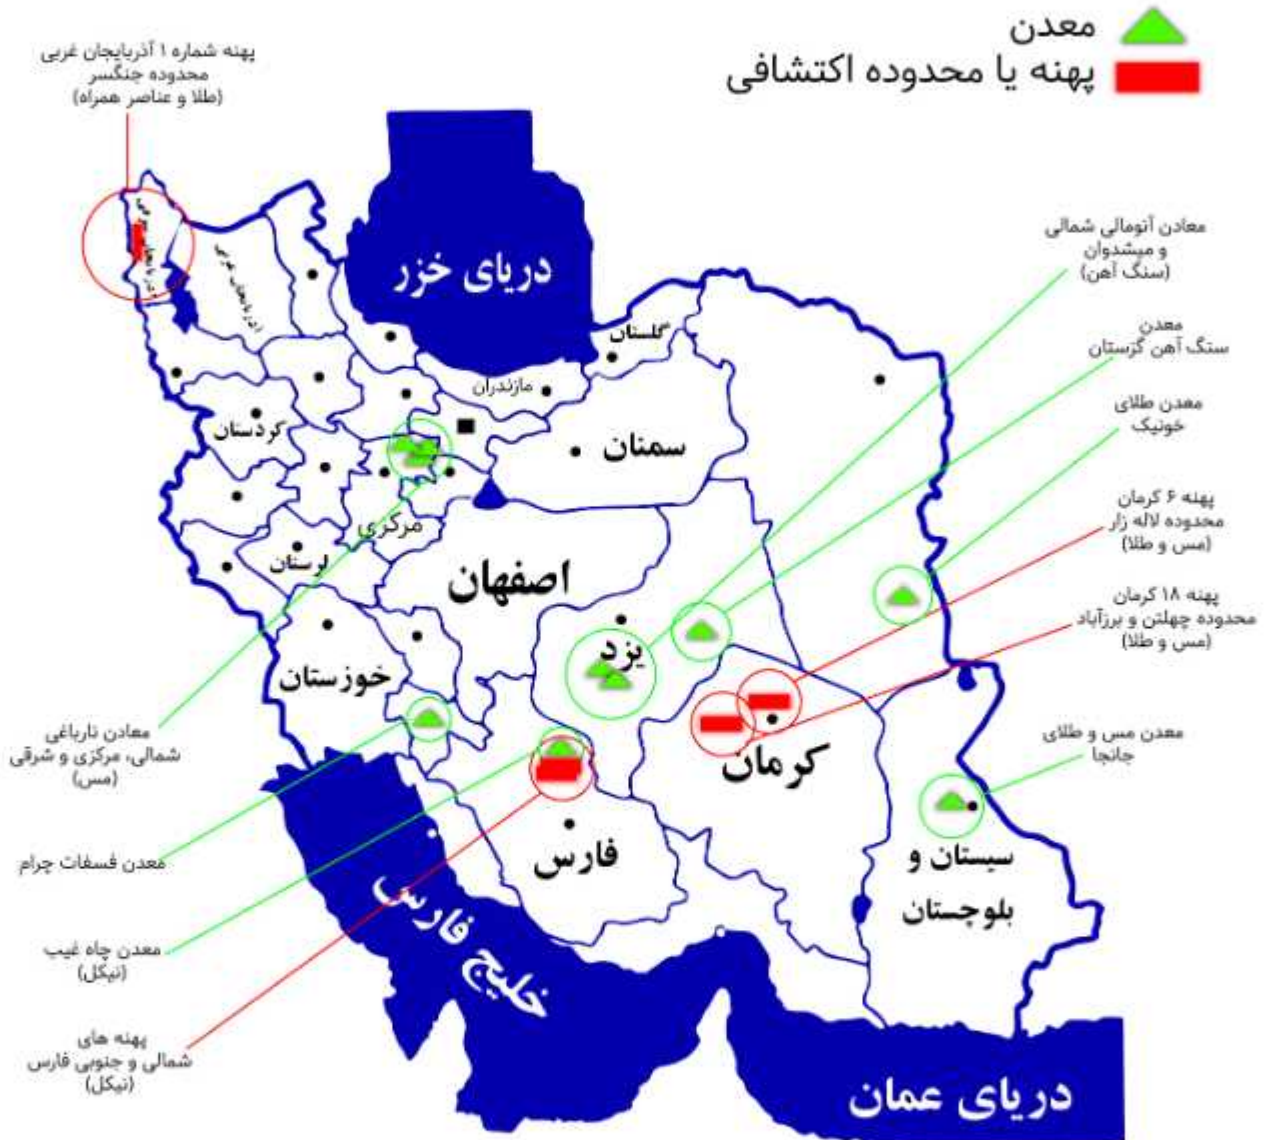 معدن
پهنه یا محدوده اکتشافی
پهنه شماره ۱ آذربایجان غربی
محدوده جنگسر
(طلا و عناصر همراه)
دریای خزر
معادن آنومالی شمالی
و میشدوان
(سنگ آهن)
معدن
سنگ آهن گزستان
معدن طلای
خونیک
پهنه ۶ کرمان
محدوده لاله زار
(مس و طلا)
پهنه ۱۸ کرمان
محدوده چهلتن و برزآباد
(مس و طلا)
معدن مس و طلای
جانجا
آذربایجان غربی
گلستان
مازندران
سمنان
کردستان
مرکزی
لرستان
اصفهان
یزد
خوزستان
کرمان
فارس
سیستان و
بلوچستان
معادن نارباغی
شمالی، مرکزی و شرقی
(مس)
معدن فسفات چرام
معدن چاه غیب
(نیکل)
پهنه های
شمالی و جنوبی فارس
(نیکل)
خلیج فارس
دریای عمان